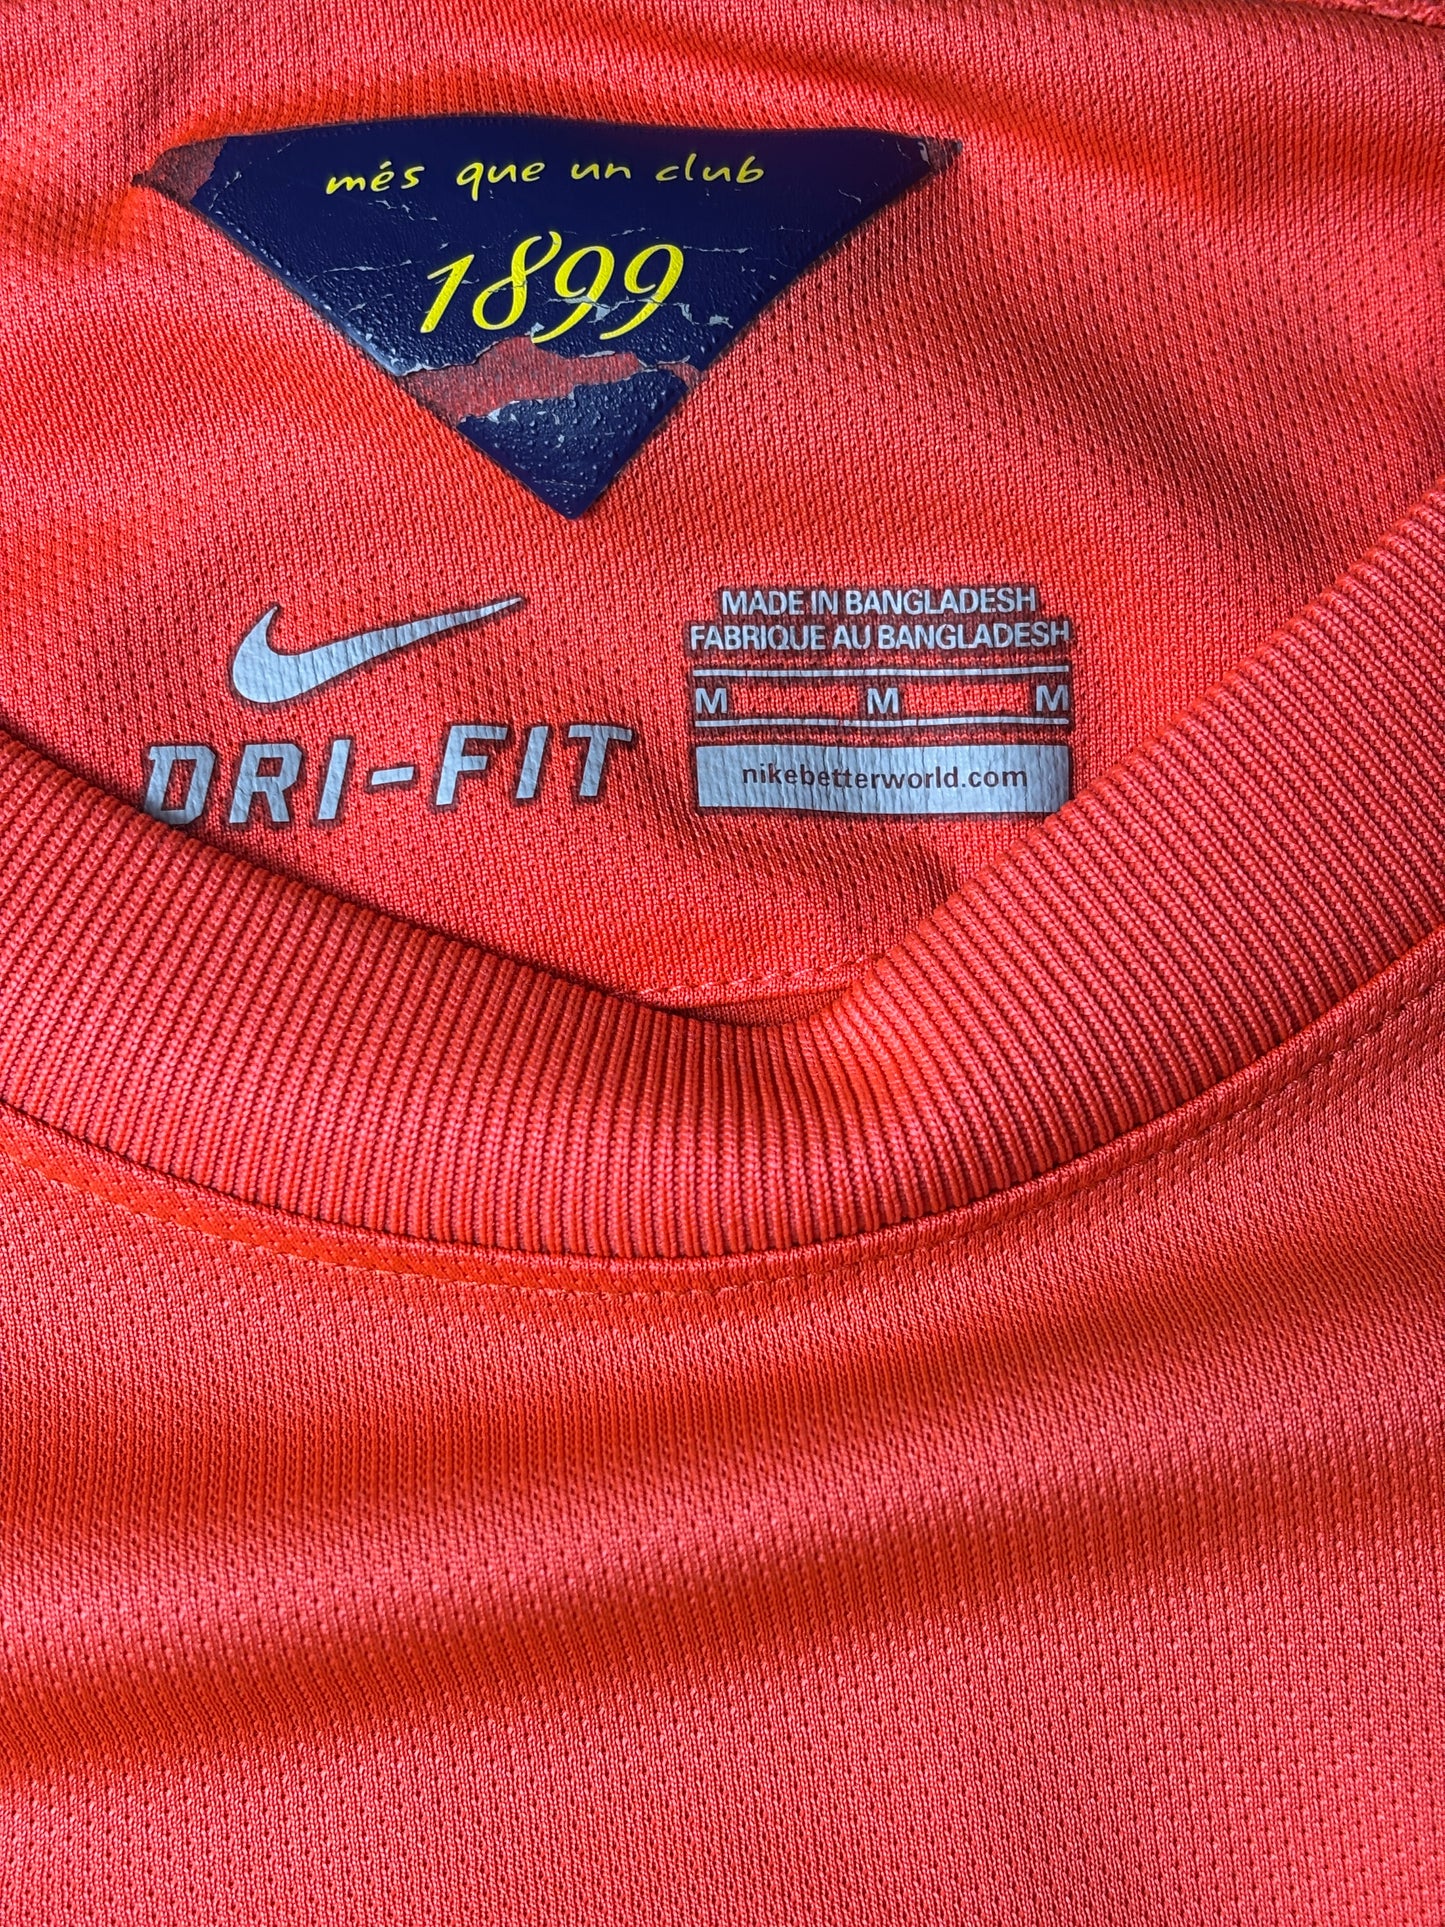 més que un club
1899
DRI-FIT
MADE IN BANGLADESH
FABRIQUE AU BANGLADESH
M M M
nikebetterworld.com